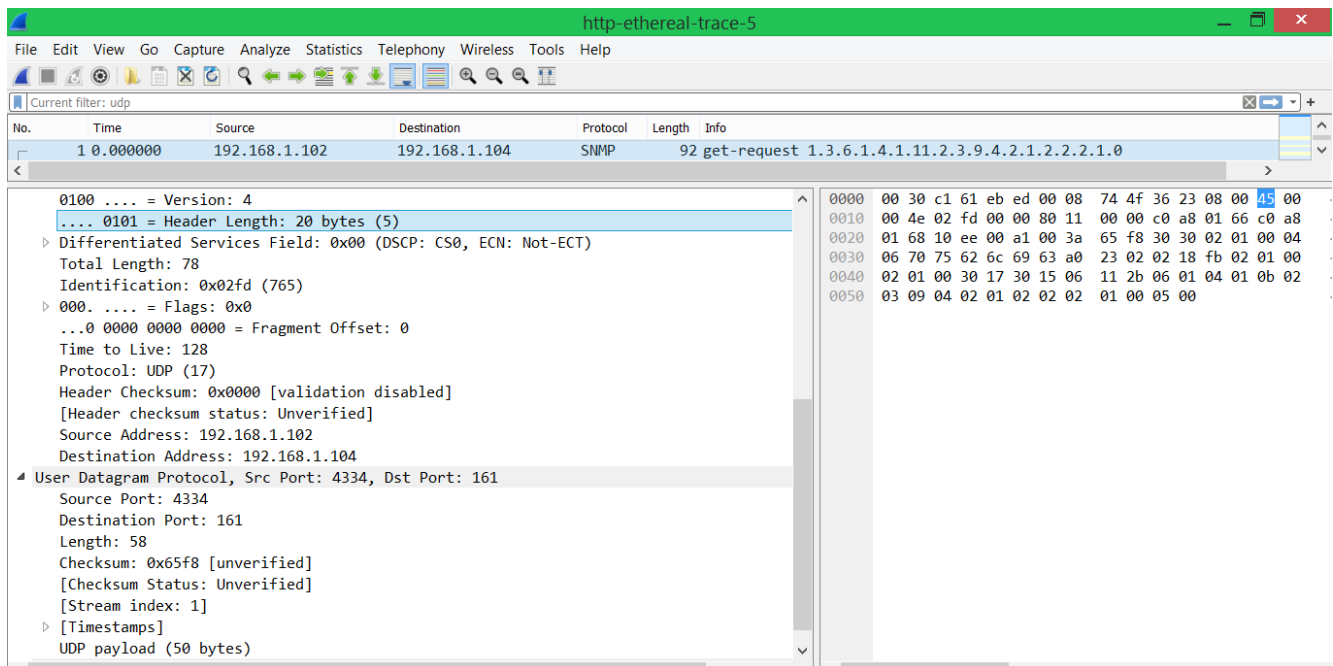 http-ethereal-trace-5
File Edit View Go Capture Analyze Statistics Telephony Wireless Tools Help
Current filter: udp
No. Time Source Destination Protocol Length Info
1 0.000000 192.168.1.102 192.168.1.104 SNMP 92 get-request 1.3.6.1.4.1.11.2.3.9.4.2.1.2.2.2.1.0
0100 .... = Version: 4
.... 0101 = Header Length: 20 bytes (5)
Differentiated Services Field: 0x00 (DSCP: CS0, ECN: Not-ECT)
Total Length: 78
Identification: 0x02fd (765)
000. .... = Flags: 0x0
...0 0000 0000 0000 = Fragment Offset: 0
Time to Live: 128
Protocol: UDP (17)
Header Checksum: 0x0000 [validation disabled]
[Header checksum status: Unverified]
Source Address: 192.168.1.102
Destination Address: 192.168.1.104
User Datagram Protocol, Src Port: 4334, Dst Port: 161
Source Port: 4334
Destination Port: 161
Length: 58
Checksum: 0x65f8 [unverified]
[Checksum Status: Unverified]
[Stream index: 1]
[Timestamps]
UDP payload (50 bytes)
0000 00 30 c1 61 eb ed 00 08 74 4f 36 23 08 00 45 00
0010 00 4e 02 fd 00 00 80 11 00 00 c0 a8 01 66 c0 a8
0020 01 68 10 ee 00 a1 00 3a 65 f8 30 30 02 01 00 04
0030 06 70 75 62 6c 69 63 a0 23 02 02 18 fb 02 01 00
0040 02 01 00 30 17 30 15 06 11 2b 06 01 04 01 0b 02
0050 03 09 04 02 01 02 02 02 01 00 05 00